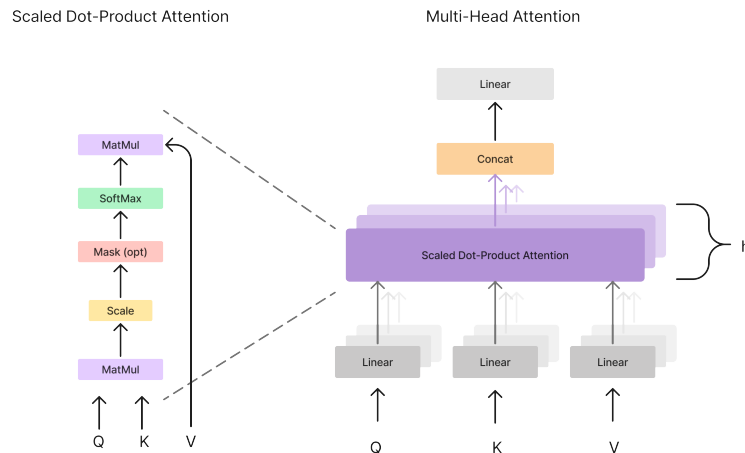 Scaled Dot-Product Attention
MatMul
SoftMax
Mask (opt)
Scale
MatMul
Q K V
Multi-Head Attention
Linear
Concat
Scaled Dot-Product Attention
Linear Linear Linear
Q K V